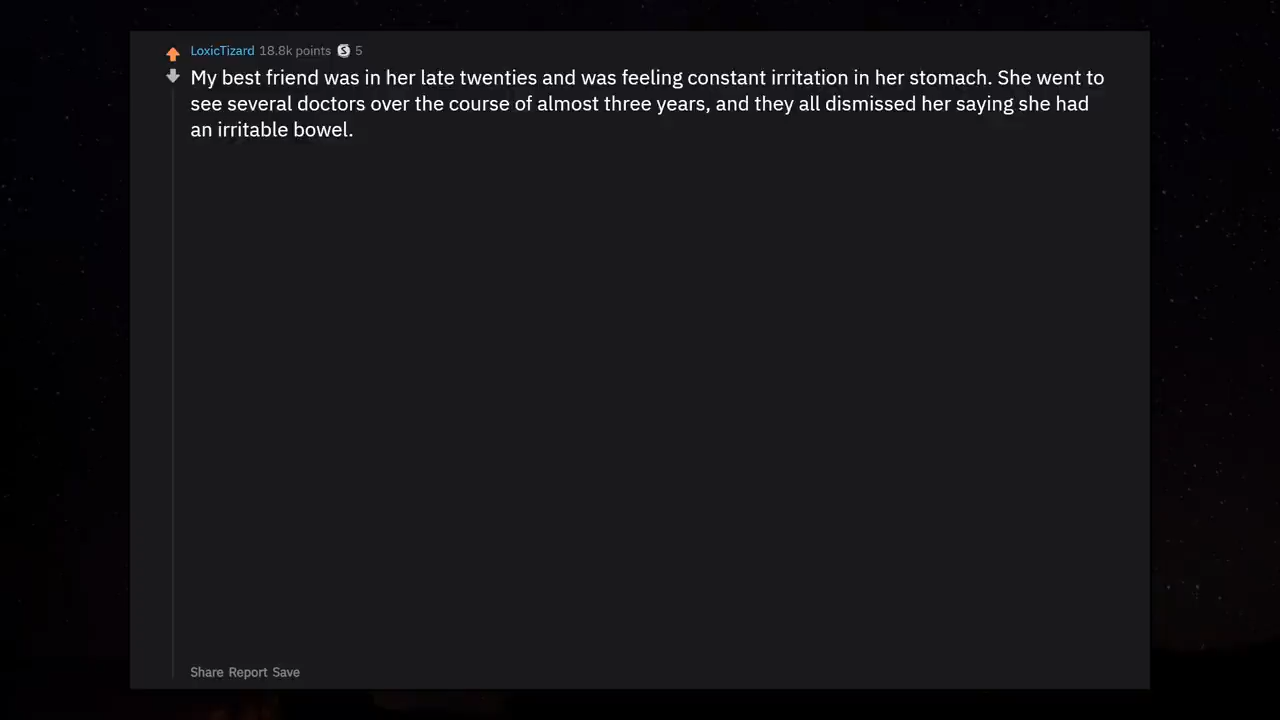 LoxicTizard 18.8k points S 5
My best friend was in her late twenties and was feeling constant irritation in her stomach. She went to
see several doctors over the course of almost three years, and they all dismissed her saying she had
an irritable bowel.
Share Report Save